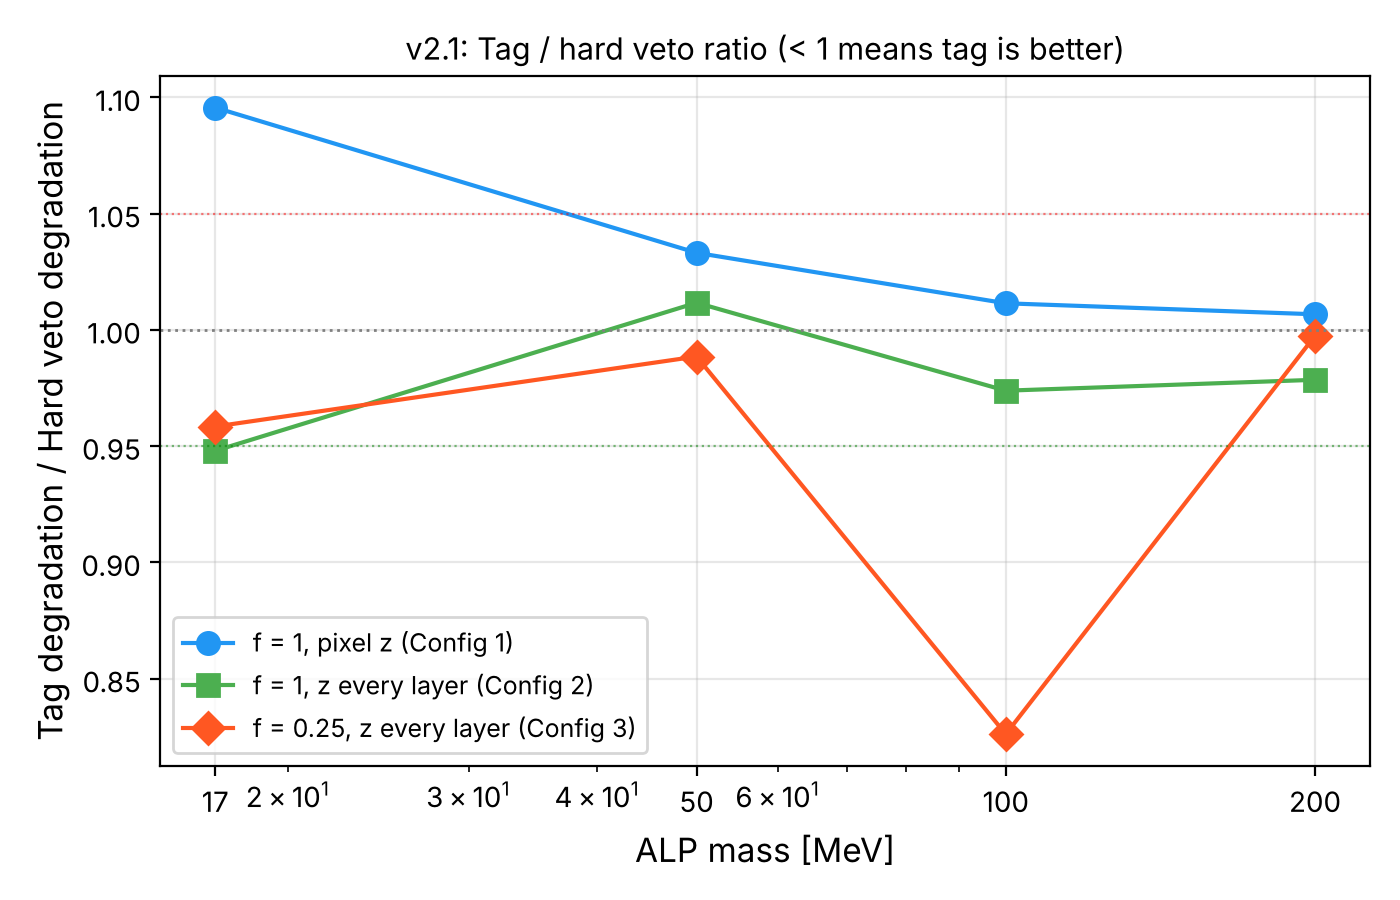 v2.1: Tag / hard veto ratio (< 1 means tag is better)
Tag degradation / Hard veto degradation
1.10
1.05
1.00
0.95
0.90
0.85
f = 1, pixel z (Config 1)
f = 1, z every layer (Config 2)
f = 0.25, z every layer (Config 3)
17 2 × 10¹ 3 × 10¹ 4 × 10¹ 50 6 × 10¹ 100 200
ALP mass [MeV]